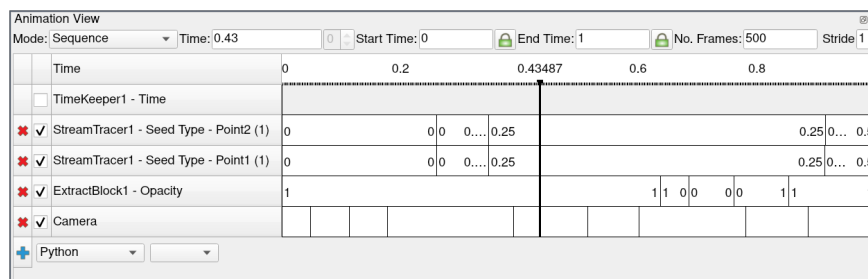 Animation View
Mode: Sequence Time: 0.43 0 Start Time: 0 End Time: 1 No. Frames: 500 Stride 1
Time 0 0.2 0.43487 0.6 0.8
TimeKeeper1 - Time
StreamTracer1 - Seed Type - Point2 (1) 0 0 0 0.... 0.25 0.25 0...
StreamTracer1 - Seed Type - Point1 (1) 0 0 0 0.... 0.25 0.25 0...
ExtractBlock1 - Opacity 1 1 1 0 0 0 0 1 1
Camera
Python